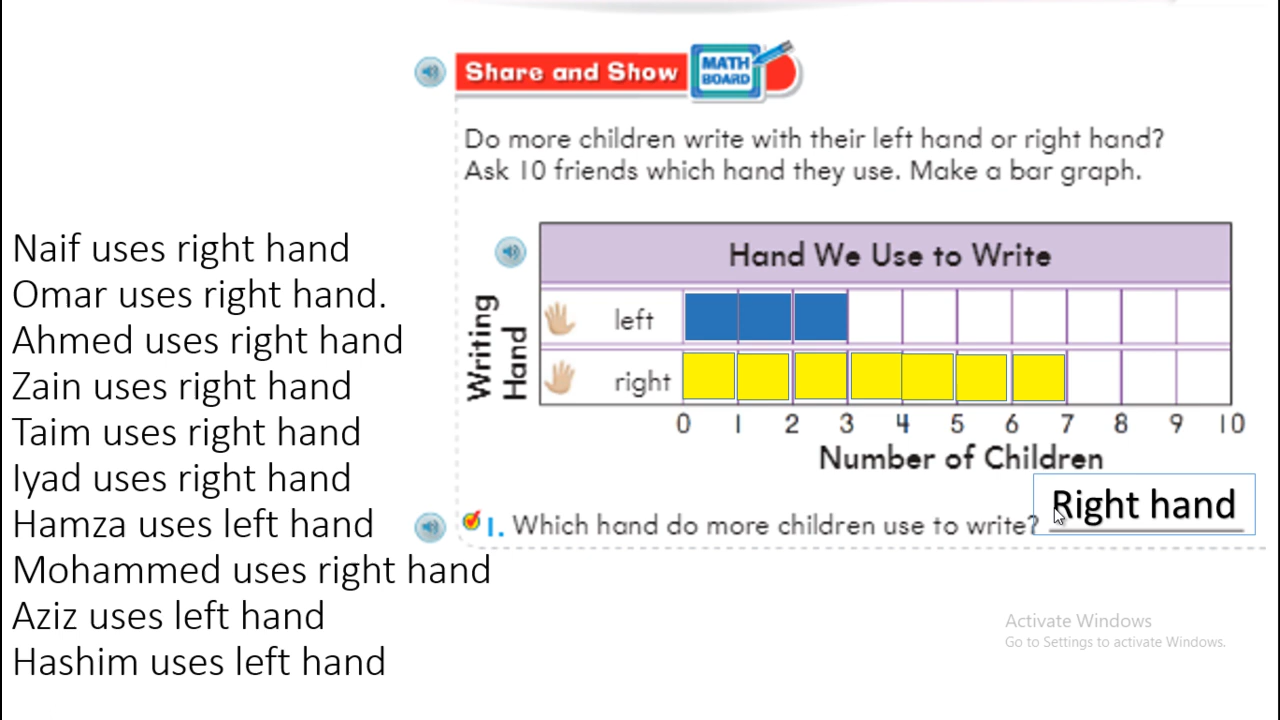 Share and Show
MATH
BOARD
Do more children write with their left hand or right hand?
Ask 10 friends which hand they use. Make a bar graph.
Naif uses right hand
Omar uses right hand.
Ahmed uses right hand
Zain uses right hand
Taim uses right hand
Iyad uses right hand
Hamza uses left hand
Mohammed uses right hand
Aziz uses left hand
Hashim uses left hand
Hand We Use to Write
Writing
Hand
left
right
0 1 2 3 4 5 6 7 8 9 10
Number of Children
1. Which hand do more children use to write? Right hand
Activate Windows
Go to Settings to activate Windows.